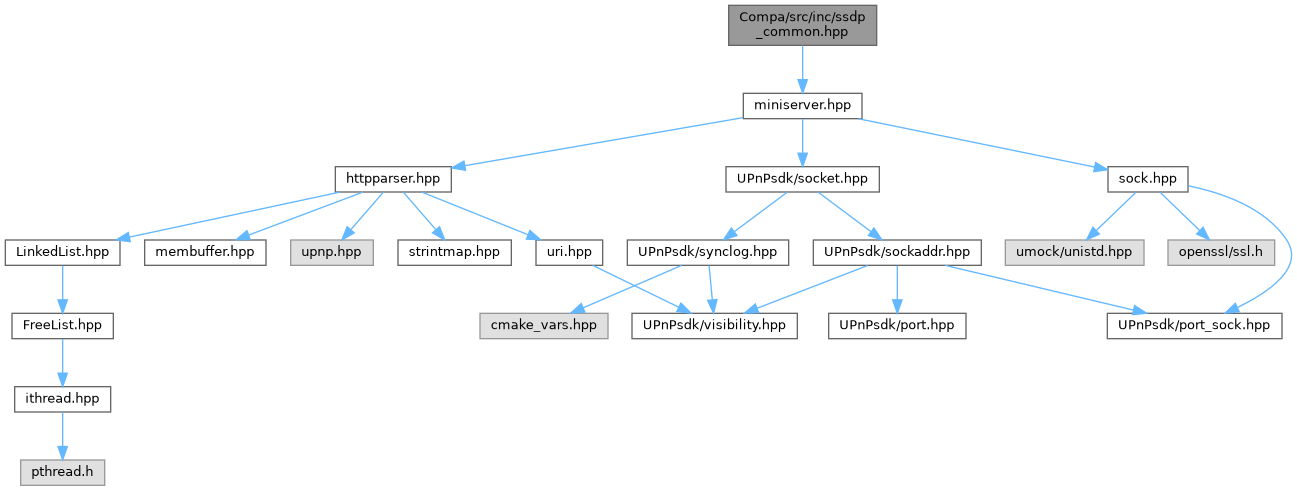 Compa/src/inc/ssdp
_common.hpp
miniserver.hpp
httpparser.hpp
UPnPsdk/socket.hpp
sock.hpp
LinkedList.hpp
membuffer.hpp
upnp.hpp
strintmap.hpp
uri.hpp
UPnPsdk/synclog.hpp
UPnPsdk/sockaddr.hpp
umock/unistd.hpp
openssl/ssl.h
FreeList.hpp
cmake_vars.hpp
UPnPsdk/visibility.hpp
UPnPsdk/port.hpp
UPnPsdk/port_sock.hpp
ithread.hpp
pthread.h